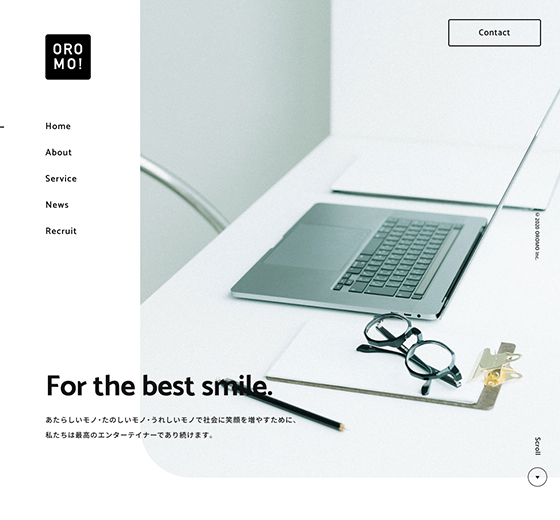 ORO
MO!
Contact
Home
About
Service
News
Recruit
© 2020 OROMO Inc.
For the best smile.
あたらしいモノ・たのしいモノ・うれしいモノで社会に笑顔を増やすために、
私たちは最高のエンターテイナーであり続けます。
Scroll